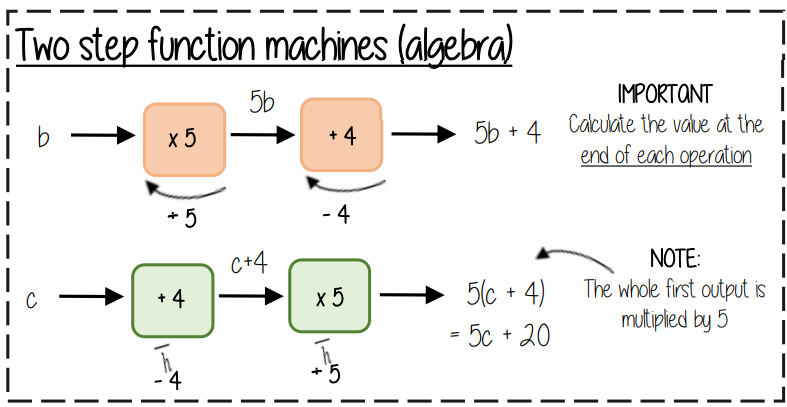 Two step function machines (algebra)
b
x 5
5b
+ 4
5b + 4
÷ 5
- 4
IMPORTANT
Calculate the value at the
end of each operation
c
+ 4
c+4
x 5
5(c + 4)
= 5c + 20
h
- 4
h
÷ 5
NOTE:
The whole first output is
multiplied by 5